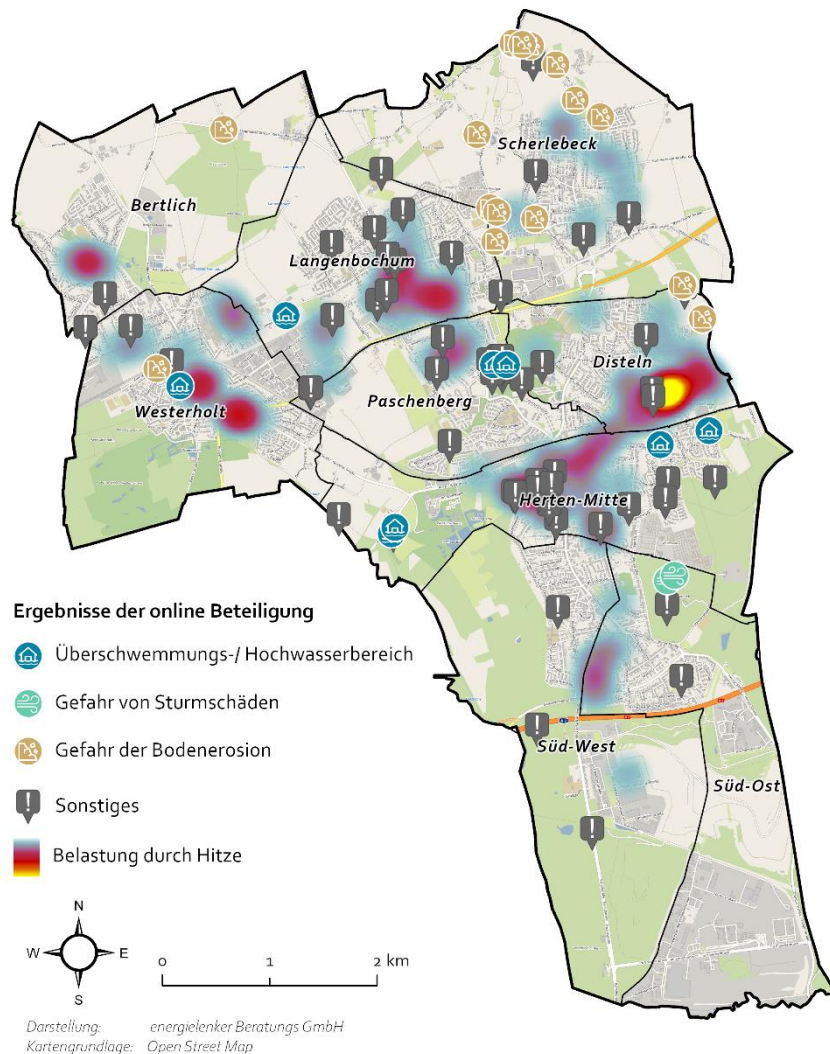 Scherlebeck
Bertlich
Langenbochum
Disteln
Paschenberg
Westerholt
Herten-Mitte
Ergebnisse der online Beteiligung
Überschwemmungs-/ Hochwasserbereich
Gefahr von Sturmschäden
Gefahr der Bodenerosion
Süd-West
Süd-Ost
Sonstiges
Belastung durch Hitze
N
W E
S
0 1 2 km
Darstellung: energielenker Beratungs GmbH
Kartengrundlage: Open Street Map